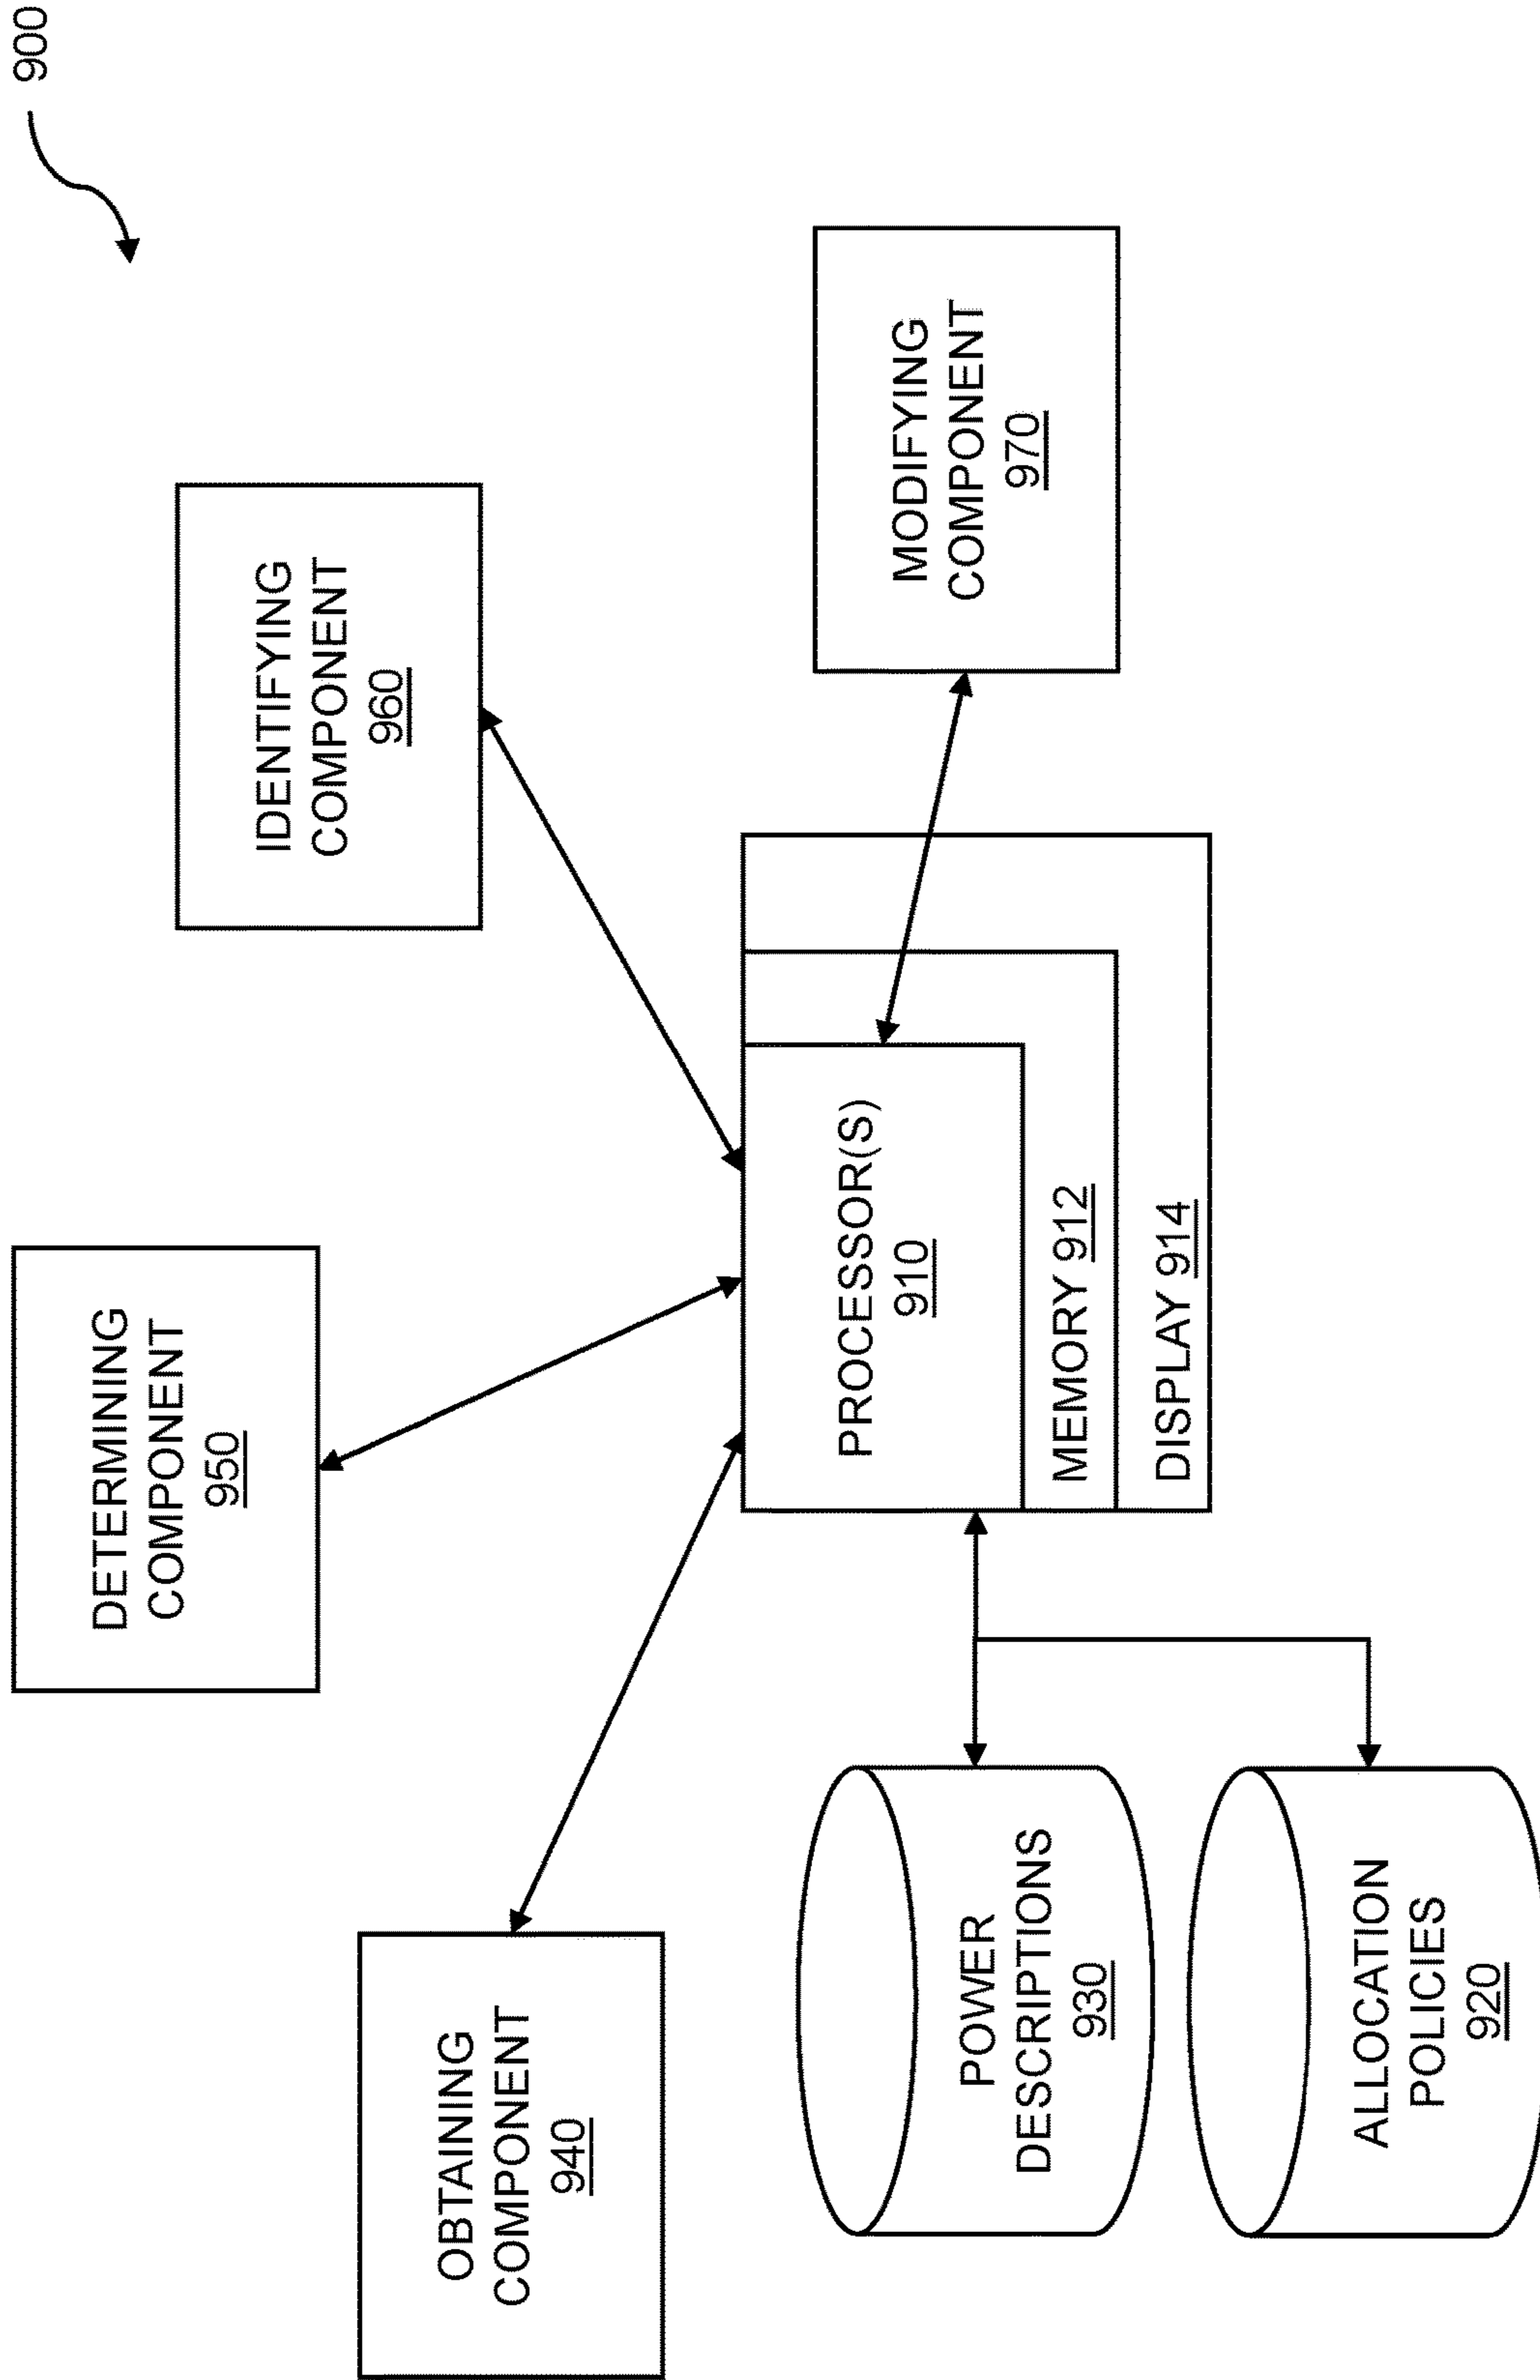 900
DETERMINING
COMPONENT
950
IDENTIFYING
COMPONENT
960
OBTAINING
COMPONENT
940
PROCESSOR(S)
910
MEMORY 912
DISPLAY 914
MODIFYING
COMPONENT
970
POWER
DESCRIPTIONS
930
ALLOCATION
POLICIES
920